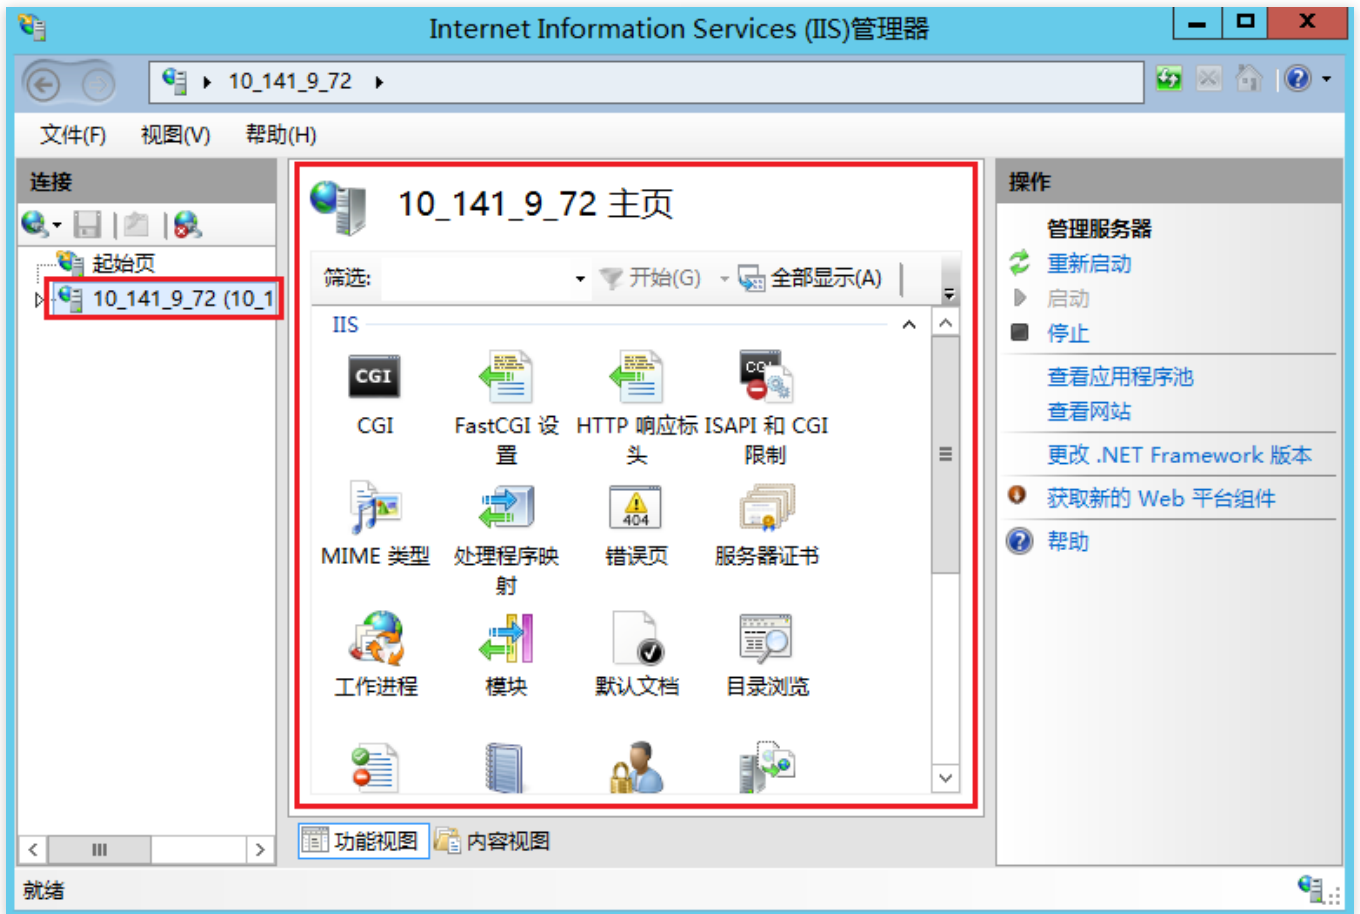 Internet Information Services (IIS)管理器
10_141_9_72
文件(F) 视图(V) 帮助(H)
连接
起始页
10_141_9_72 (10_1
10_141_9_72 主页
筛选: 开始(G) 全部显示(A)
IIS
CGI
CGI
FastCGI 设
置
HTTP 响应标
头
CGI
ISAPI 和 CGI
限制
MIME 类型
处理程序映
射
404
错误页
服务器证书
工作进程
模块
默认文档
目录浏览
功能视图 内容视图
操作
管理服务器
重新启动
启动
停止
查看应用程序池
查看网站
更改 .NET Framework 版本
获取新的 Web 平台组件
帮助
就绪